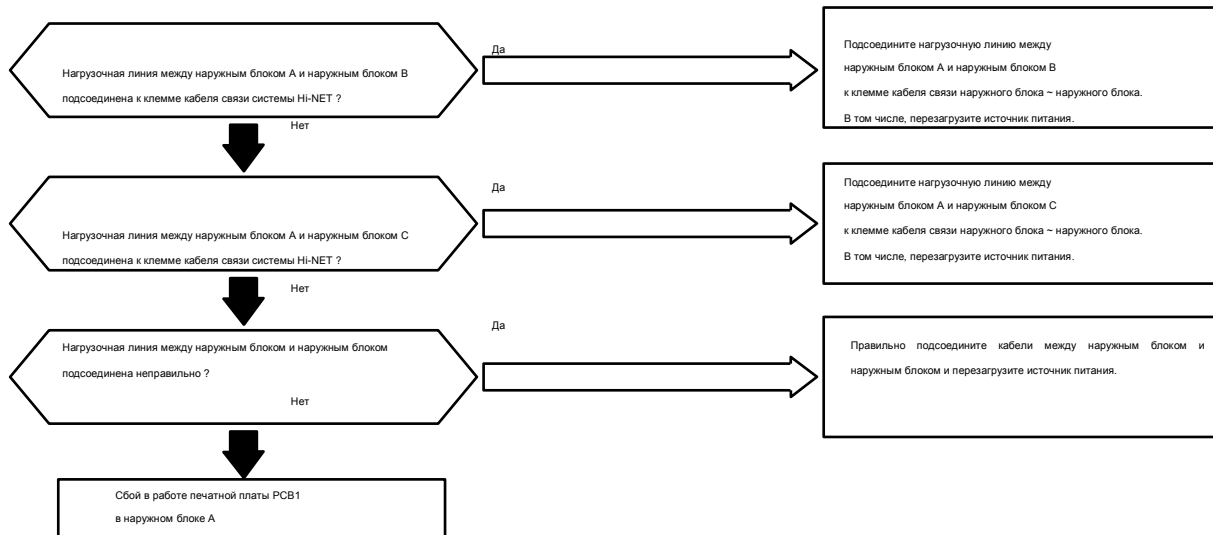 Нагрузочная линия между наружным блоком А и наружным блоком В
подсоединена к клемме кабеля связи системы Hi-NET ?
Да
Подсоедините нагрузочную линию между
наружным блоком А и наружным блоком В
к клемме кабеля связи наружного блока ~ наружного блока.
В том числе, перезагрузите источник питания.
Нет
Нагрузочная линия между наружным блоком А и наружным блоком С
подсоединена к клемме кабеля связи системы Hi-NET ?
Да
Подсоедините нагрузочную линию между
наружным блоком А и наружным блоком С
к клемме кабеля связи наружного блока ~ наружного блока.
В том числе, перезагрузите источник питания.
Нет
Нагрузочная линия между наружным блоком и наружным блоком
подсоединена неправильно ?
Да
Правильно подсоедините кабели между наружным блоком и
наружным блоком и перезагрузите источник питания.
Нет
Сбой в работе печатной платы PCB1
в наружном блоке А